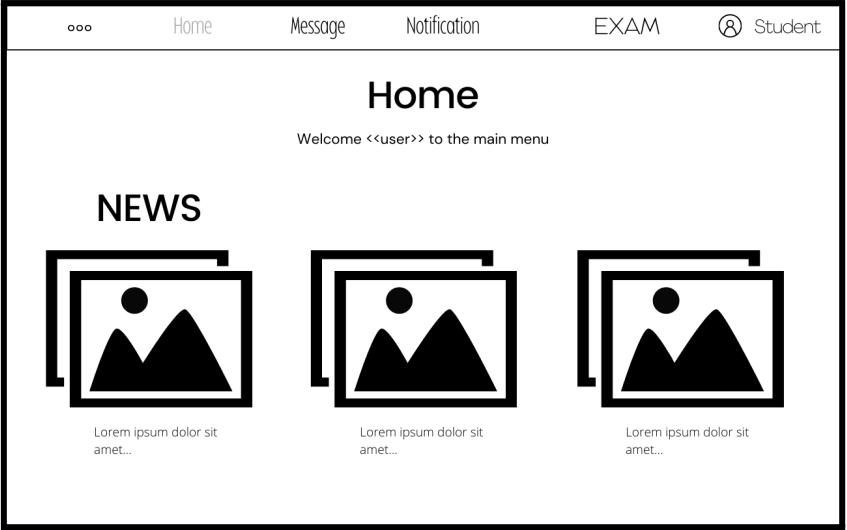 ooo Home Message Notification EXAM Student
Home
Welcome <<user>> to the main menu
NEWS
Lorem ipsum dolor sit
amet...
Lorem ipsum dolor sit
amet...
Lorem ipsum dolor sit
amet...